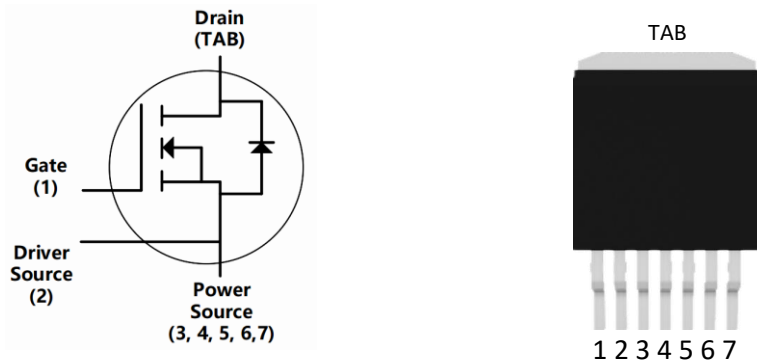 Drain
(TAB)
Gate
(1)
Driver
Source
(2)
Power
Source
(3, 4, 5, 6,7)
TAB
1 2 3 4 5 6 7